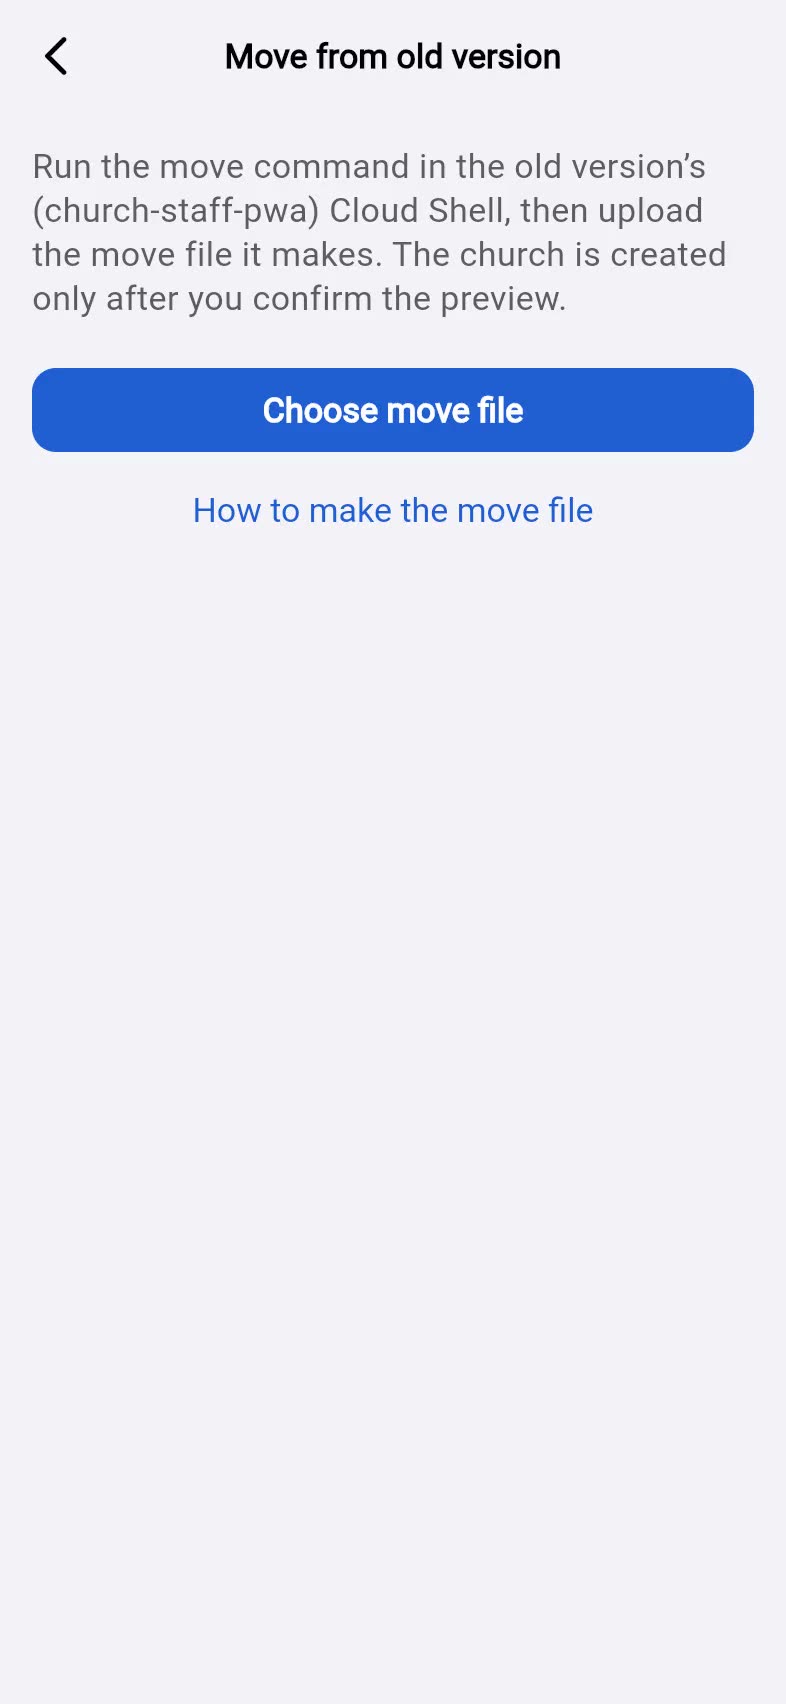 Move from old version
Run the move command in the old version’s
(church-staff-pwa) Cloud Shell, then upload
the move file it makes. The church is created
only after you confirm the preview.
Choose move file
How to make the move file